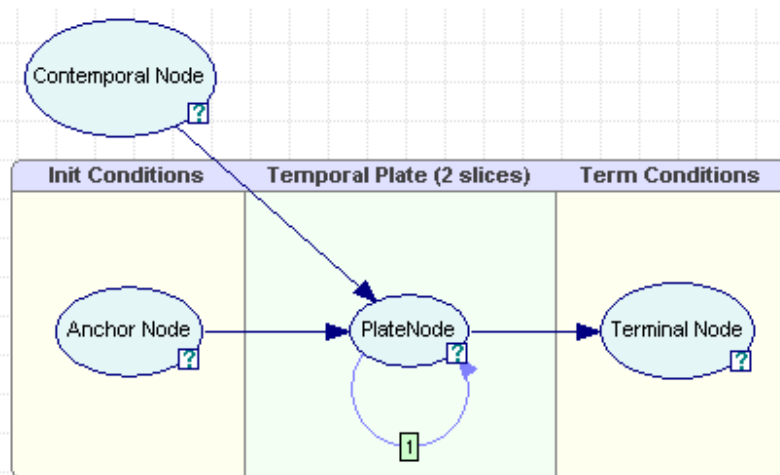 Contemporal Node
?
Init Conditions
Temporal Plate (2 slices)
Term Conditions
Anchor Node
?
PlateNode
?
Terminal Node
?
1